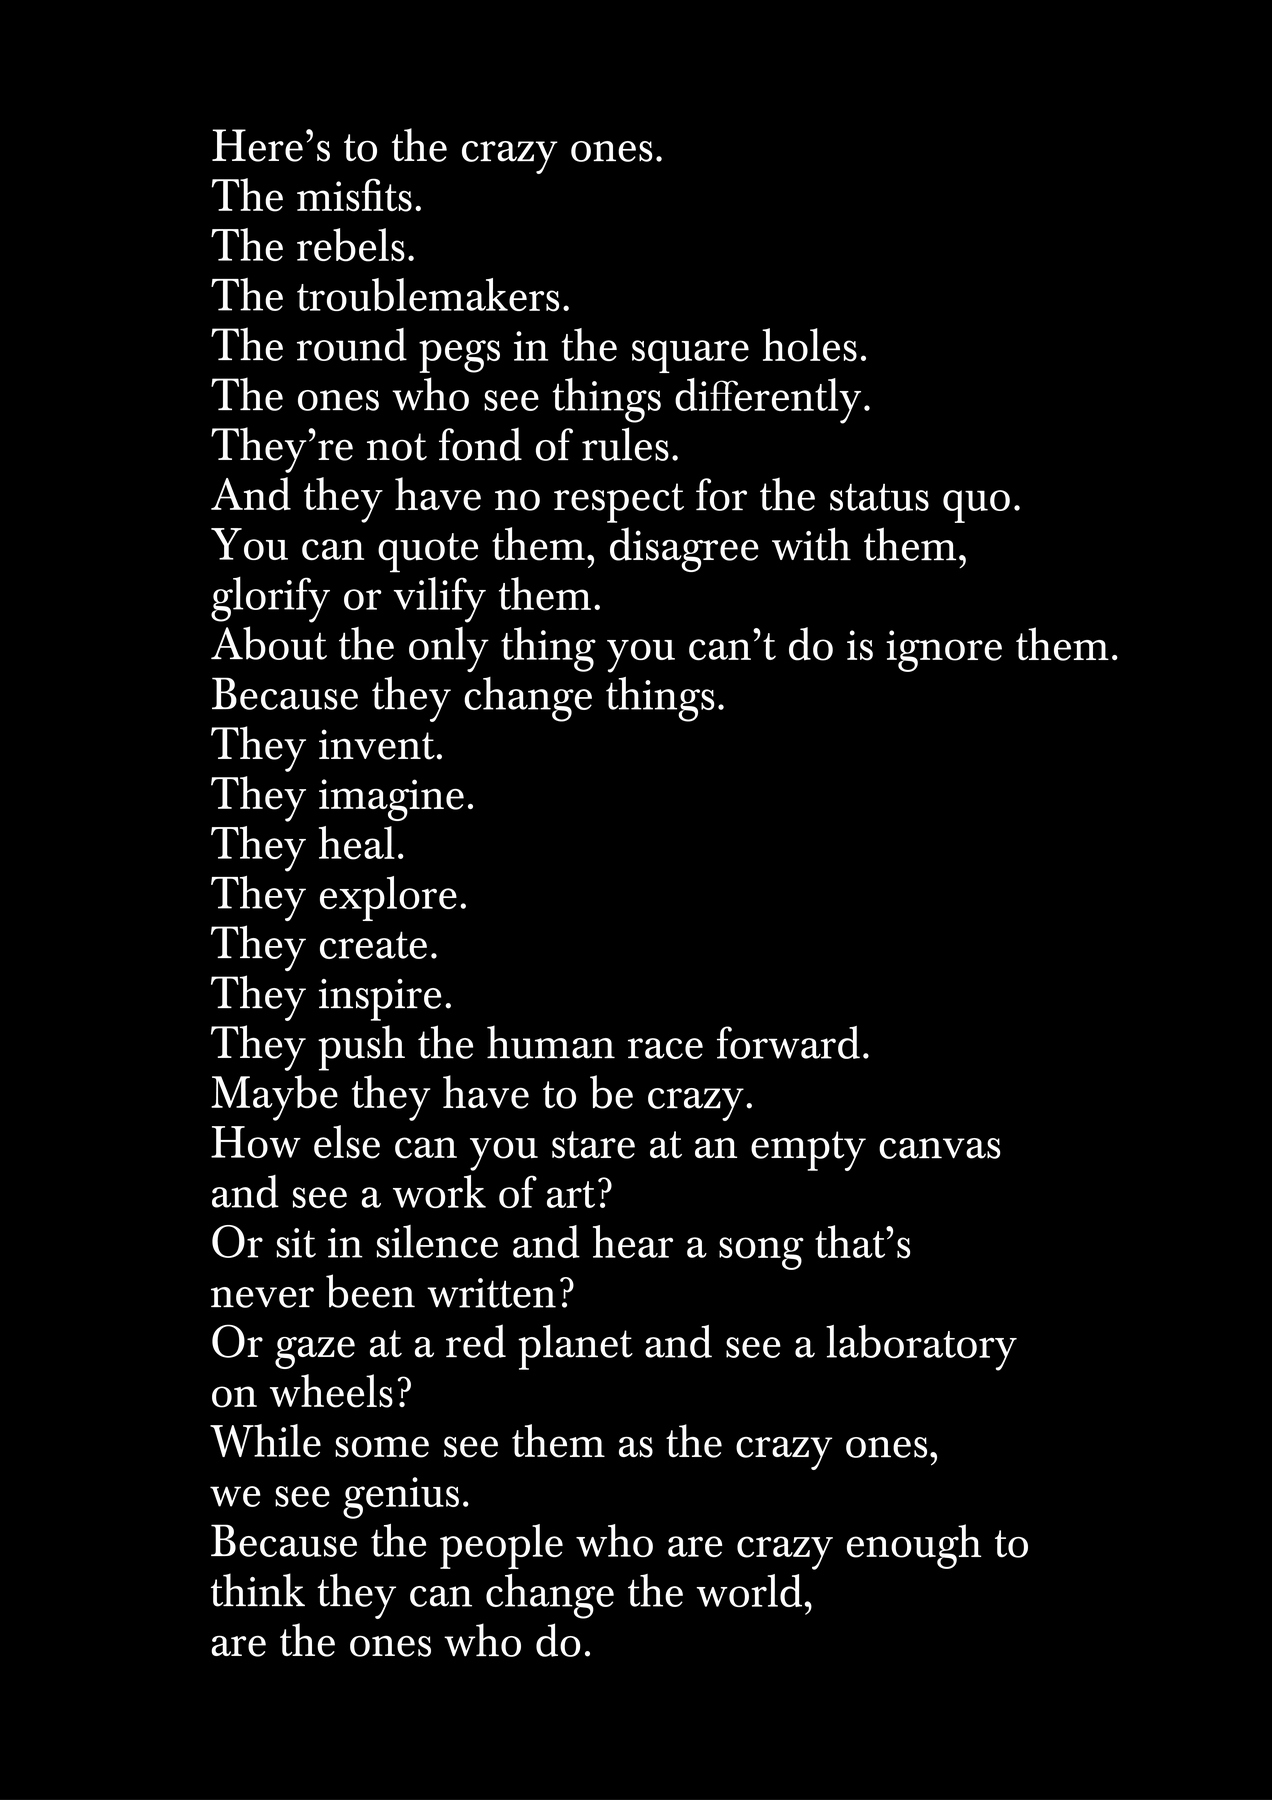 Here’s to the crazy ones.
The misfits.
The rebels.
The troublemakers.
The round pegs in the square holes.
The ones who see things differently.
They’re not fond of rules.
And they have no respect for the status quo.
You can quote them, disagree with them,
glorify or vilify them.
About the only thing you can’t do is ignore them.
Because they change things.
They invent.
They imagine.
They heal.
They explore.
They create.
They inspire.
They push the human race forward.
Maybe they have to be crazy.
How else can you stare at an empty canvas
and see a work of art?
Or sit in silence and hear a song that’s
never been written?
Or gaze at a red planet and see a laboratory
on wheels?
While some see them as the crazy ones,
we see genius.
Because the people who are crazy enough to
think they can change the world,
are the ones who do.